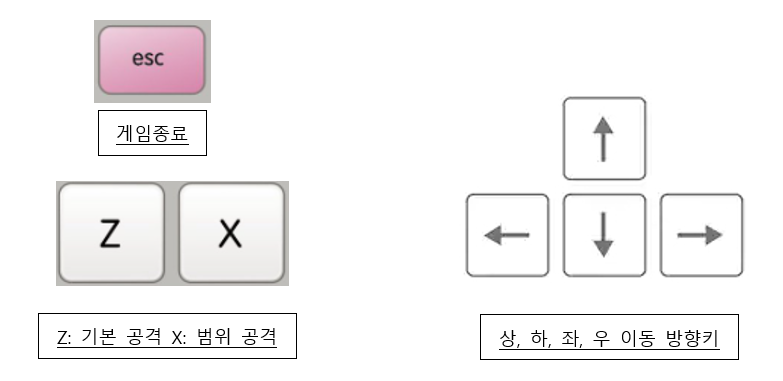 esc
게임종료
Z X
Z: 기본 공격 X: 범위 공격
상, 하, 좌, 우 이동 방향키